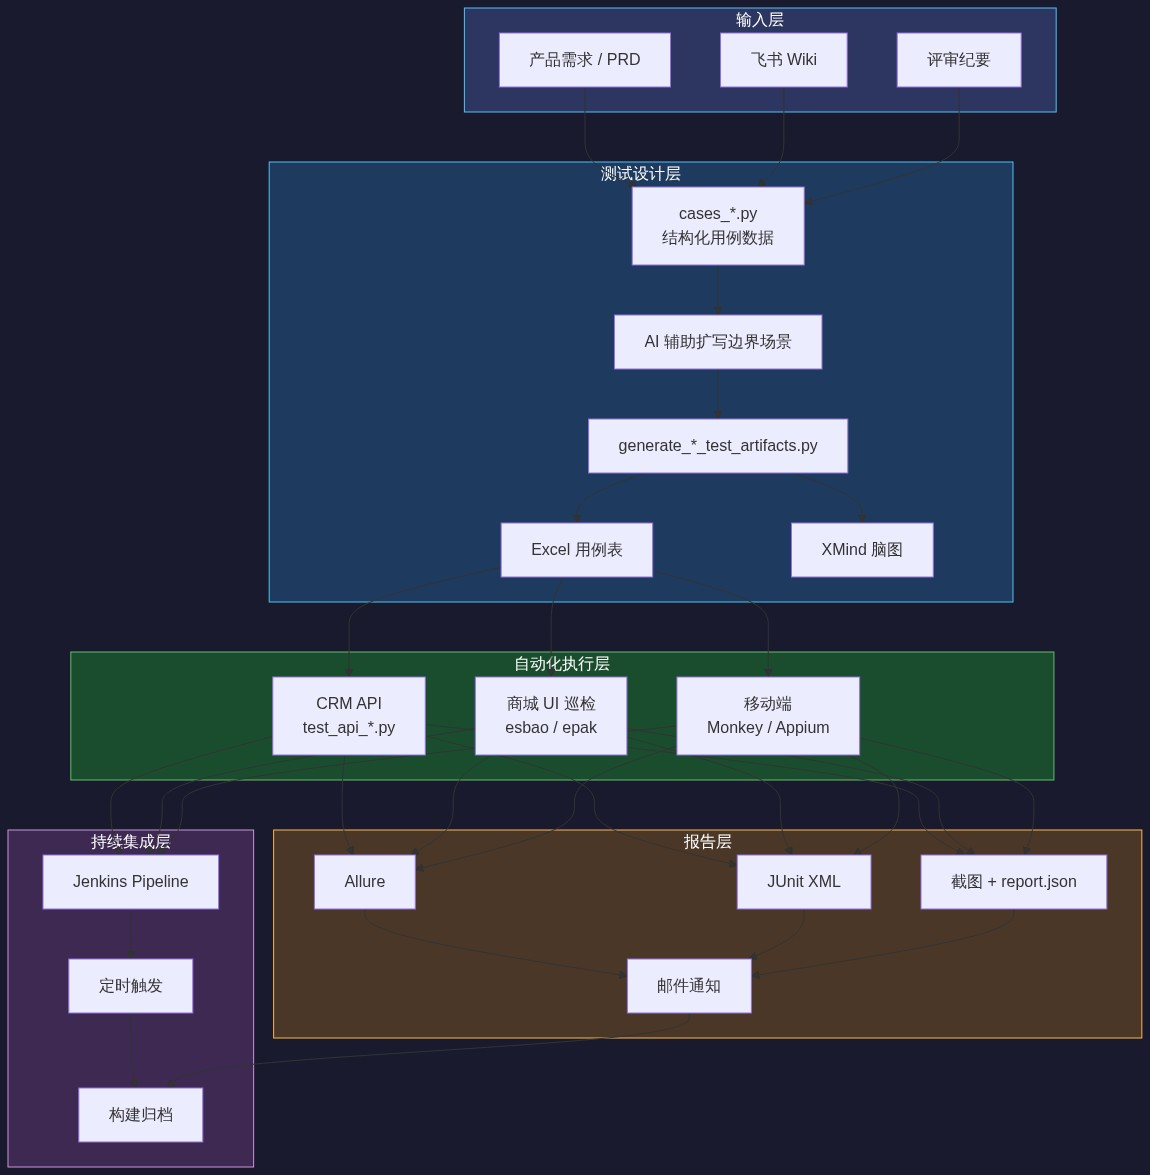 输入层
产品需求 / PRD
飞书 Wiki
评审纪要
测试设计层
cases_*.py
结构化用例数据
AI 辅助扩写边界场景
generate_*_test_artifacts.py
Excel 用例表
XMind 脑图
自动化执行层
CRM API
test_api_*.py
商城 UI 巡检
esbao / epak
移动端
Monkey / Appium
持续集成层
Jenkins Pipeline
定时触发
构建归档
报告层
Allure
JUnit XML
截图 + report.json
邮件通知